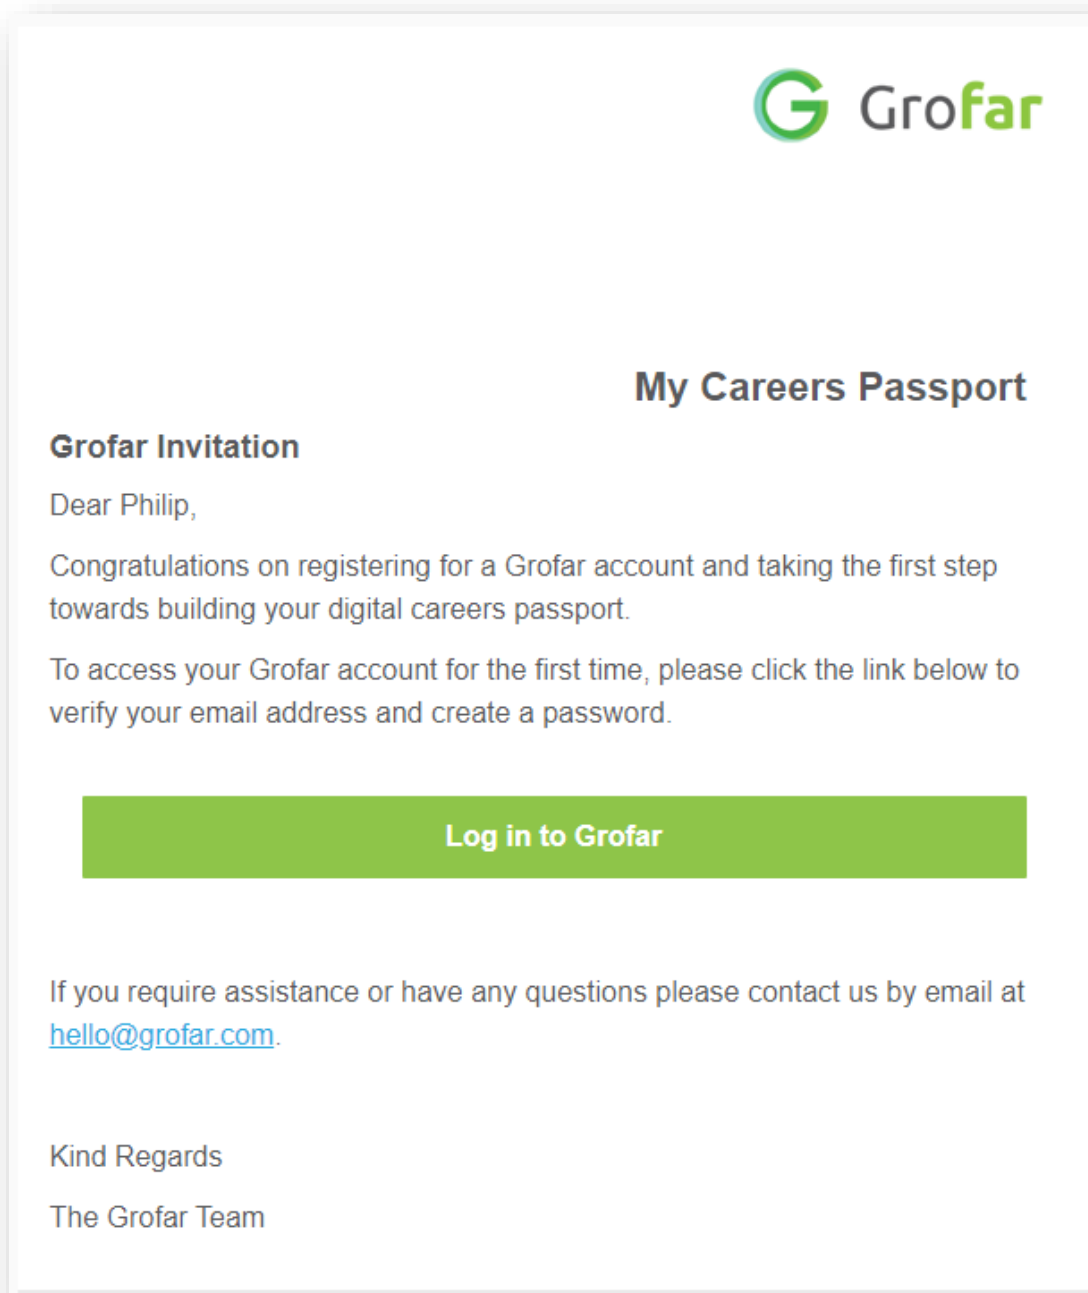 Grofar
My Careers Passport
Grofar Invitation
Dear Philip,
Congratulations on registering for a Grofar account and taking the first step
towards building your digital careers passport.
To access your Grofar account for the first time, please click the link below to
verify your email address and create a password.
Log in to Grofar
If you require assistance or have any questions please contact us by email at
hello@grofar.com.
Kind Regards
The Grofar Team